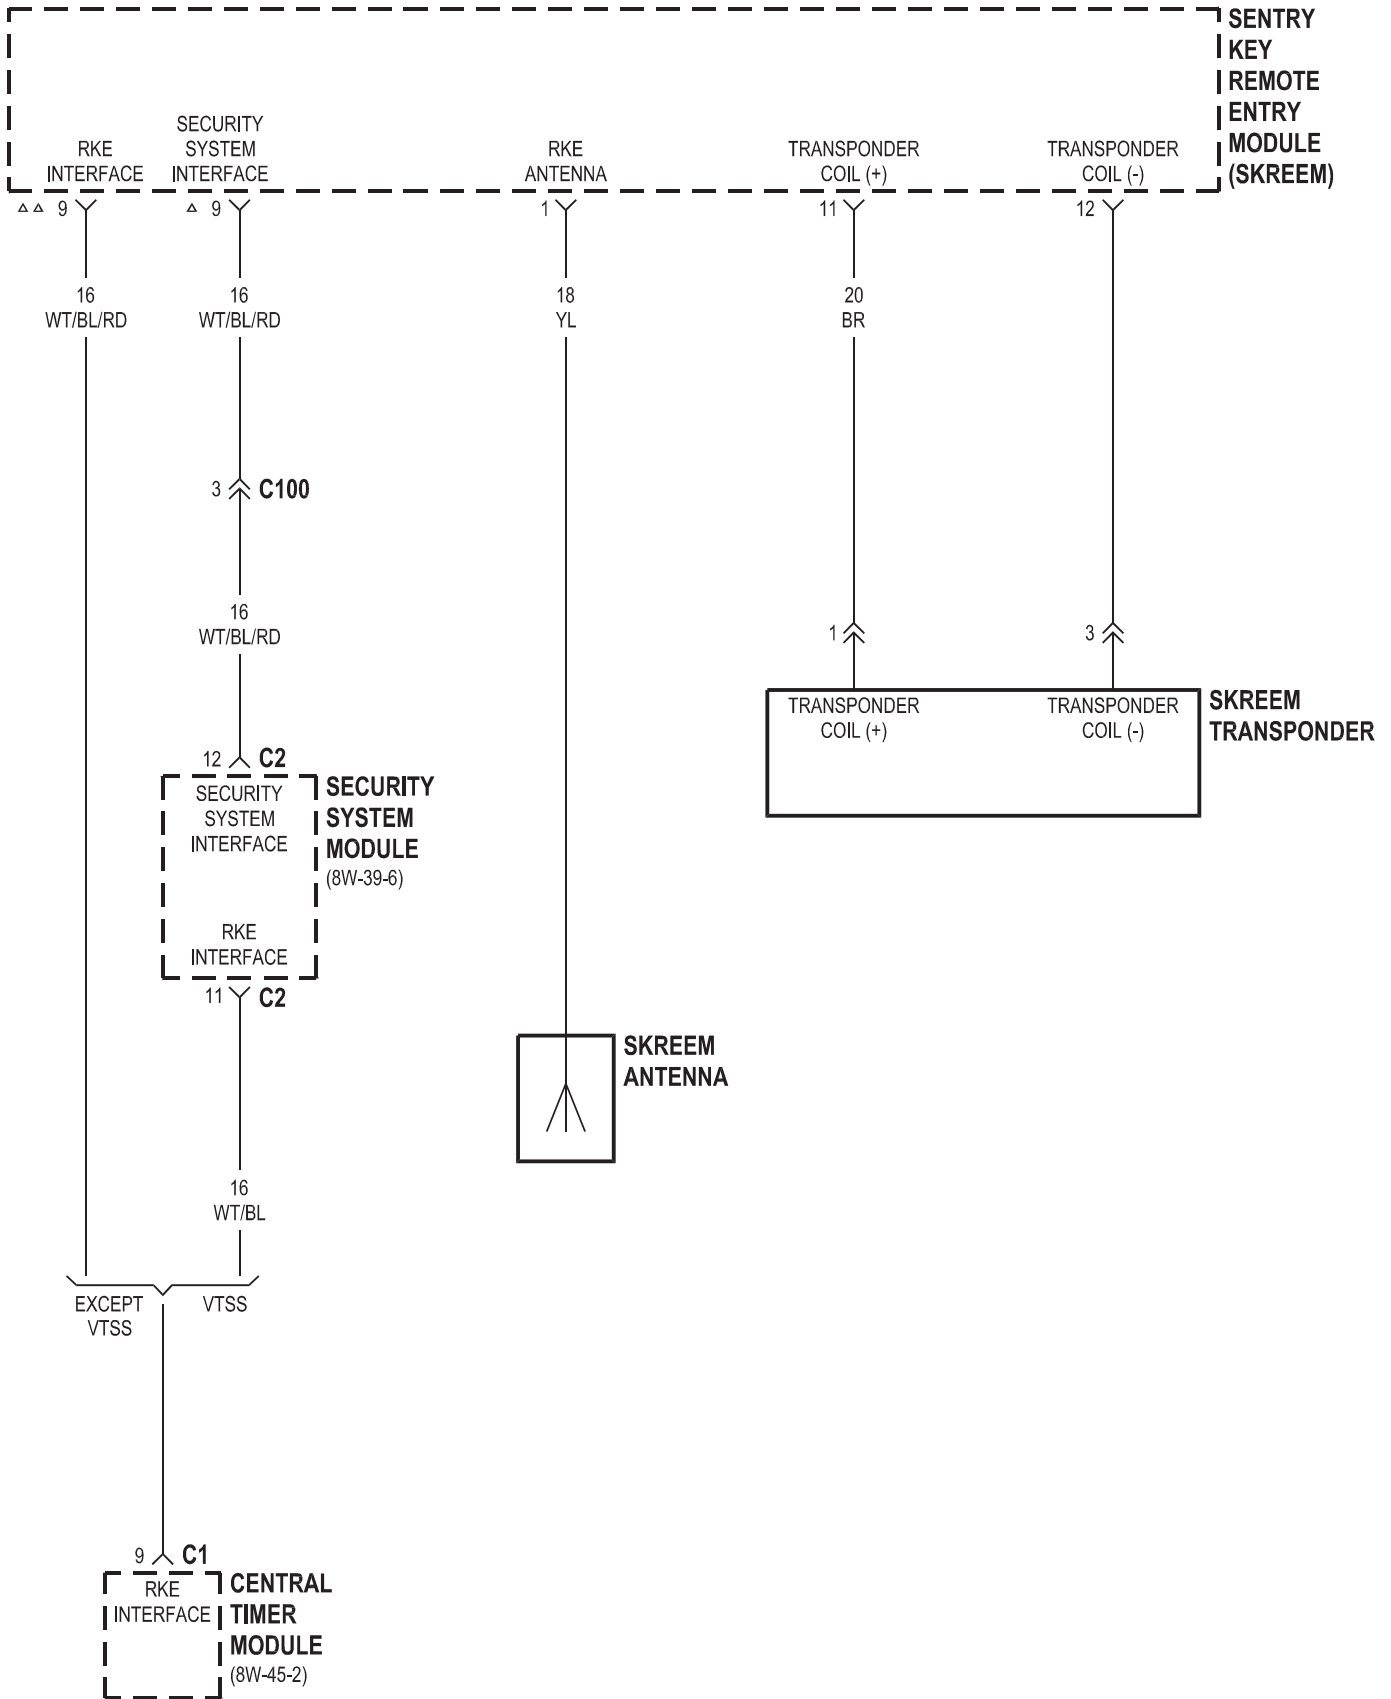 SENTRY
KEY
REMOTE
ENTRY
MODULE
(SKREEM)
RKE
INTERFACE
SECURITY
SYSTEM
INTERFACE
RKE
ANTENNA
TRANSPONDER
COIL (+)
TRANSPONDER
COIL (-)
△ △ 9
△ 9
1
11
12
16
WT/BL/RD
16
WT/BL/RD
18
YL
20
BR
3 C100
16
WT/BL/RD
1
3
TRANSPONDER
COIL (+)
TRANSPONDER
COIL (-)
SKREEM
TRANSPONDER
12 C2
SECURITY
SYSTEM
INTERFACE
RKE
INTERFACE
SECURITY
SYSTEM
MODULE
(8W-39-6)
11 C2
SKREEM
ANTENNA
16
WT/BL
EXCEPT
VTSS
VTSS
9 C1
RKE
INTERFACE
CENTRAL
TIMER
MODULE
(8W-45-2)